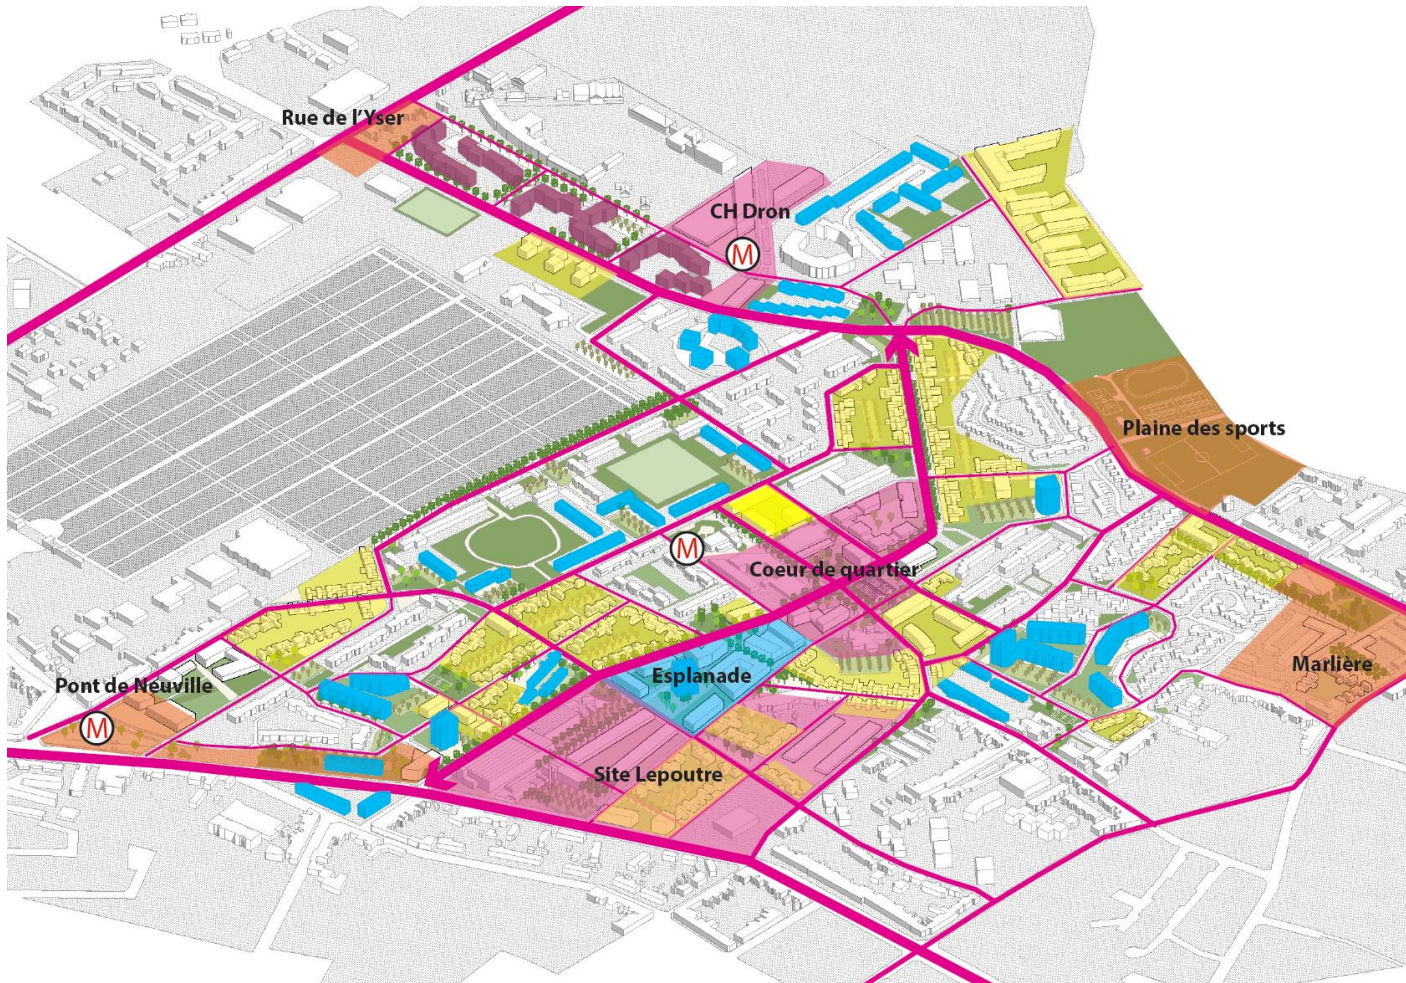 Rue de l'Yser
CH Dron
M
Plaine des sports
M
Coeur de quartier
Marlière
Esplanade
Pont de Neuville
M
Site Lepoutre